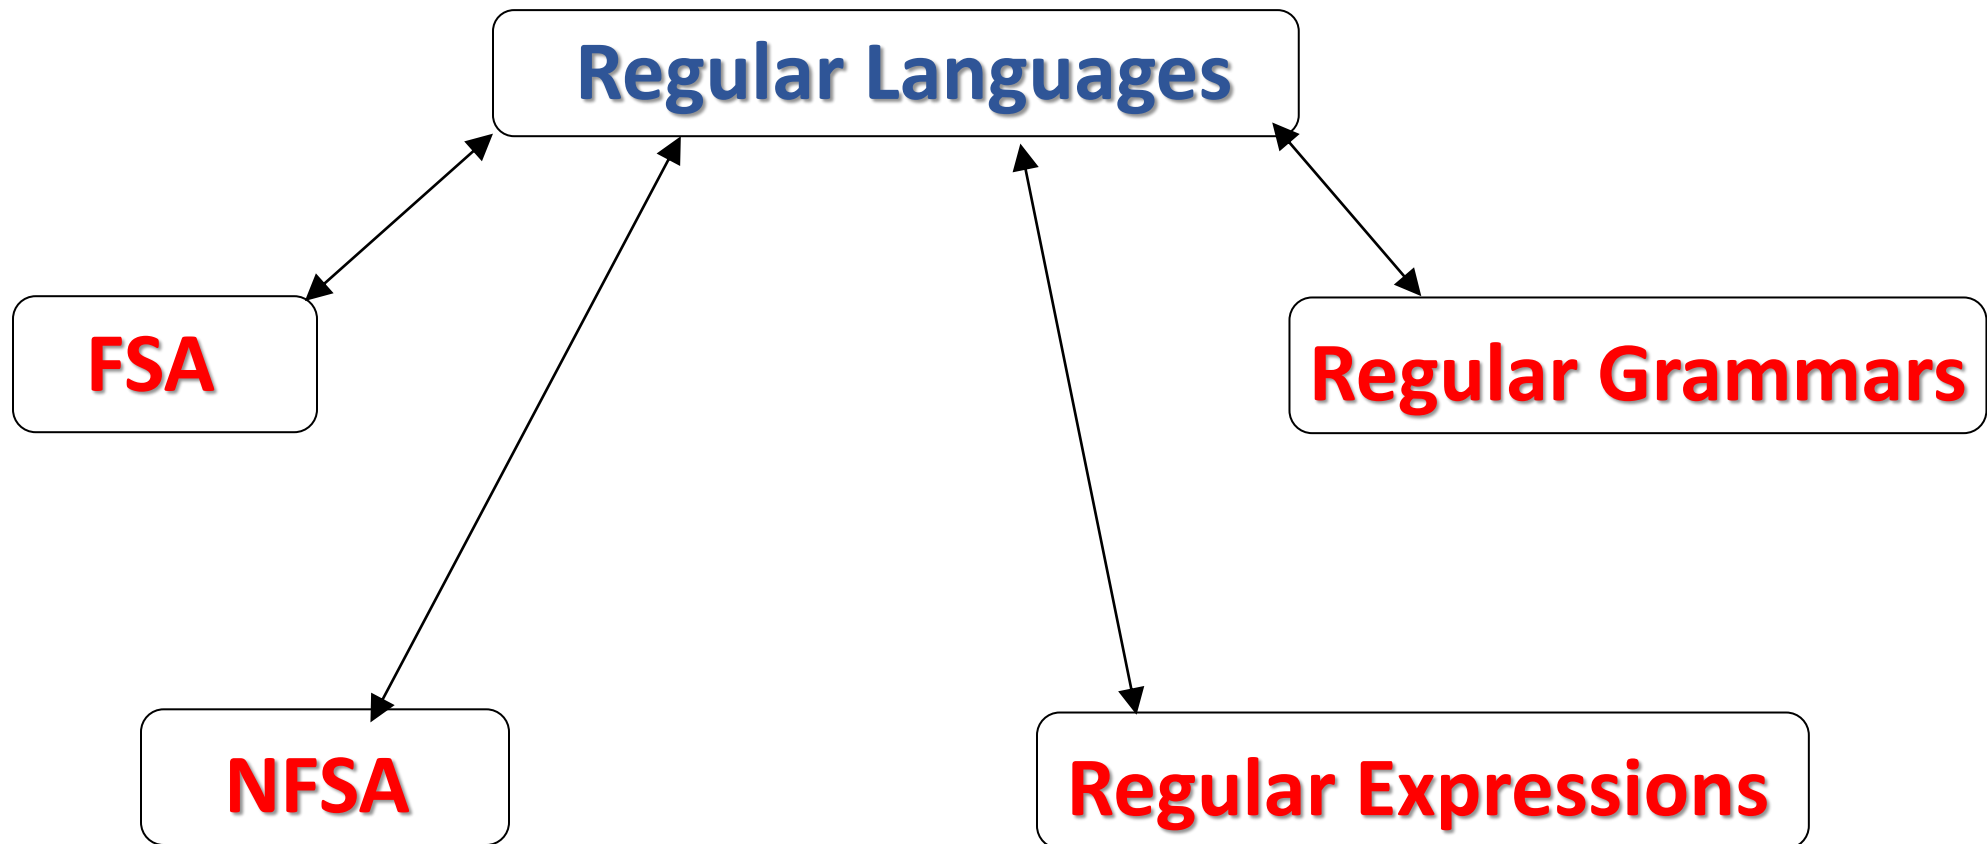 Regular Languages
FSA
Regular Grammars
NFSA
Regular Expressions